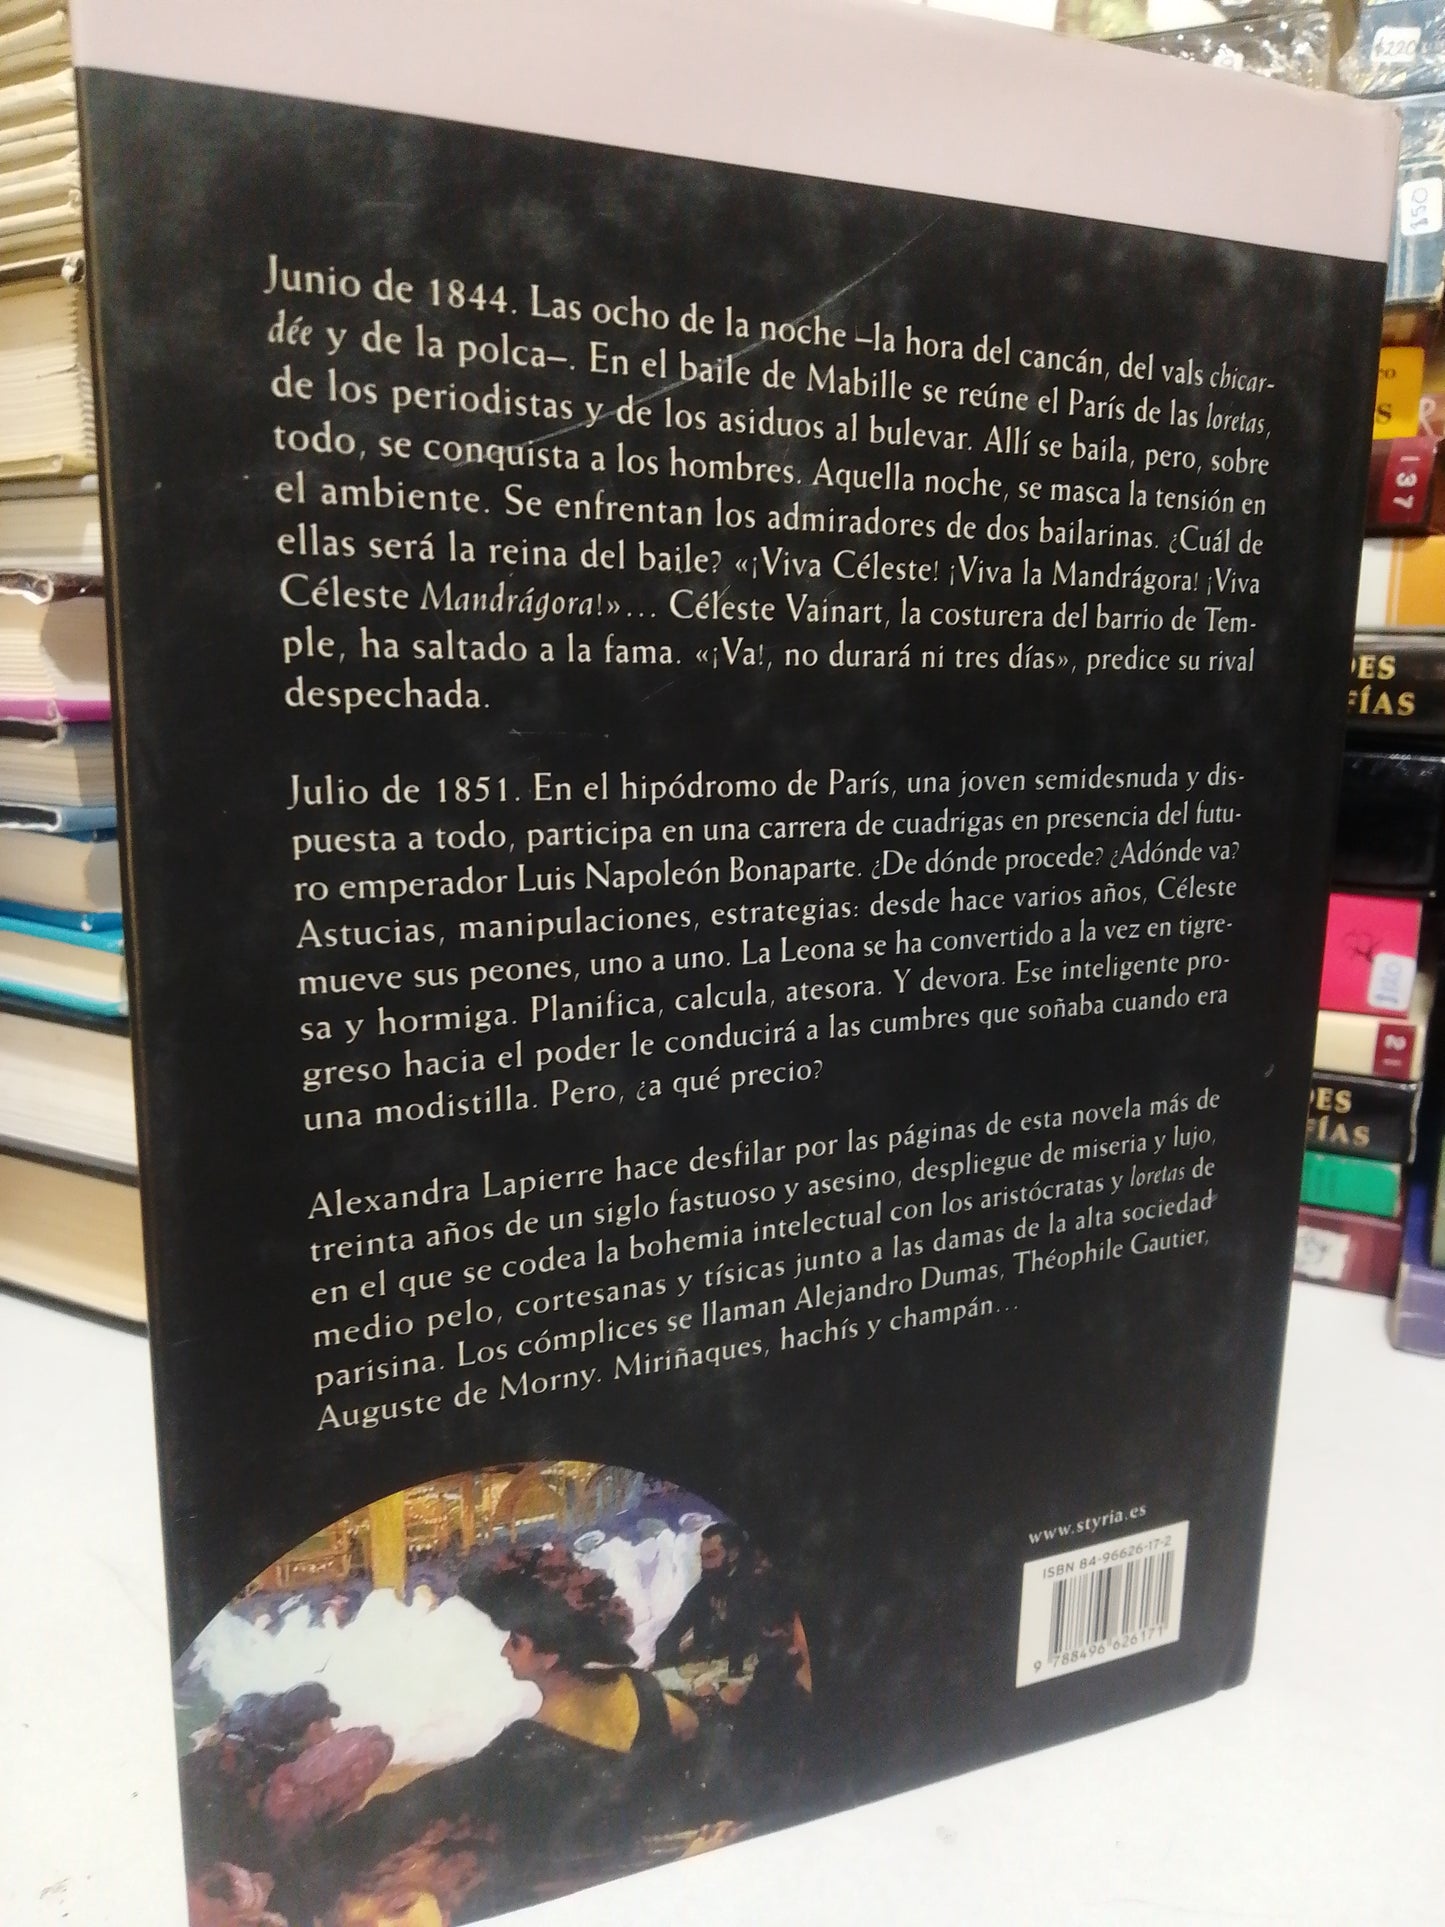 Junio de 1844. Las ocho de la noche –la hora del cancán, del vals chicar-
dée y de la polca–. En el baile de Mabille se reúne el París de las loretas,
de los periodistas y de los asiduos al bulevar. Allí se baila, pero, sobre
todo, se conquista a los hombres. Aquella noche, se masca la tensión en
el ambiente. Se enfrentan los admiradores de dos bailarinas. ¿Cuál de
ellas será la reina del baile? «¡Viva Céleste! ¡Viva la Mandrágora! ¡Viva
Céleste Mandrágora!»... Céleste Vainart, la costurera del barrio de Tem-
ple, ha saltado a la fama. «¡Va!, no durará ni tres días», predice su rival
despechada.
Julio de 1851. En el hipódromo de París, una joven semidesnuda y dis-
puesta a todo, participa en una carrera de cuadrigas en presencia del futu-
ro emperador Luis Napoleón Bonaparte. ¿De dónde procede? ¿Adónde va?
Astucias, manipulaciones, estrategias: desde hace varios años, Céleste
mueve sus peones, uno a uno. La Leona se ha convertido a la vez en tigre-
sa y hormiga. Planifica, calcula, atesora. Y devora. Ese inteligente pro-
greso hacia el poder le conducirá a las cumbres que soñaba cuando era
una modistilla. Pero, ¿a qué precio?
Alexandra Lapierre hace desfilar por las páginas de esta novela más de
treinta años de un siglo fastuoso y asesino, despliegue de miseria y lujo,
en el que se codea la bohemia intelectual con los aristócratas y loretas de
medio pelo, cortesanas y tísicas junto a las damas de la alta sociedad
parisina. Los cómplices se llaman Alejandro Dumas, Théophile Gautier,
Auguste de Morny. Miriñaques, hachís y champán...
www.styria.es
ISBN 84-96626-17-2
9 788496 626171
$220
$50
37
DES
FÍAS
$120
2
DES
FÍAS